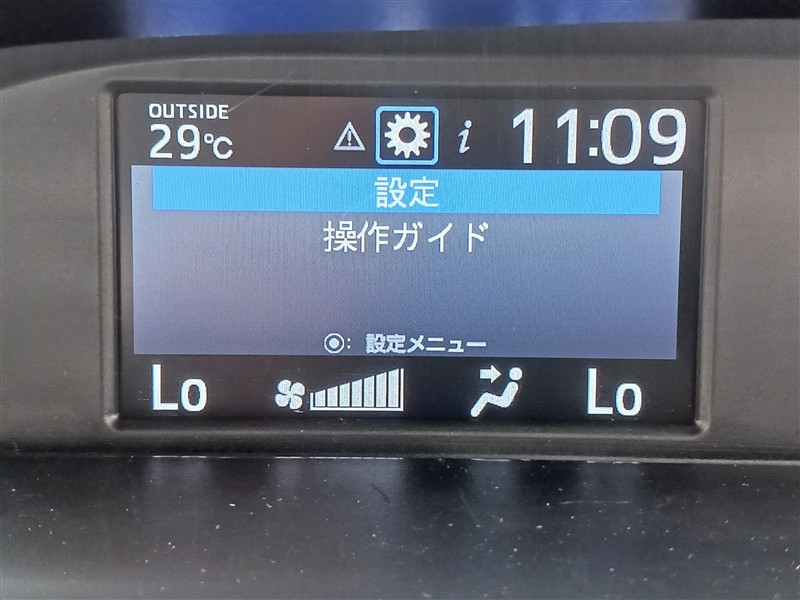 OUTSIDE
29℃
i 11:09
設定
操作ガイド
◉: 設定メニュー
Lo Lo